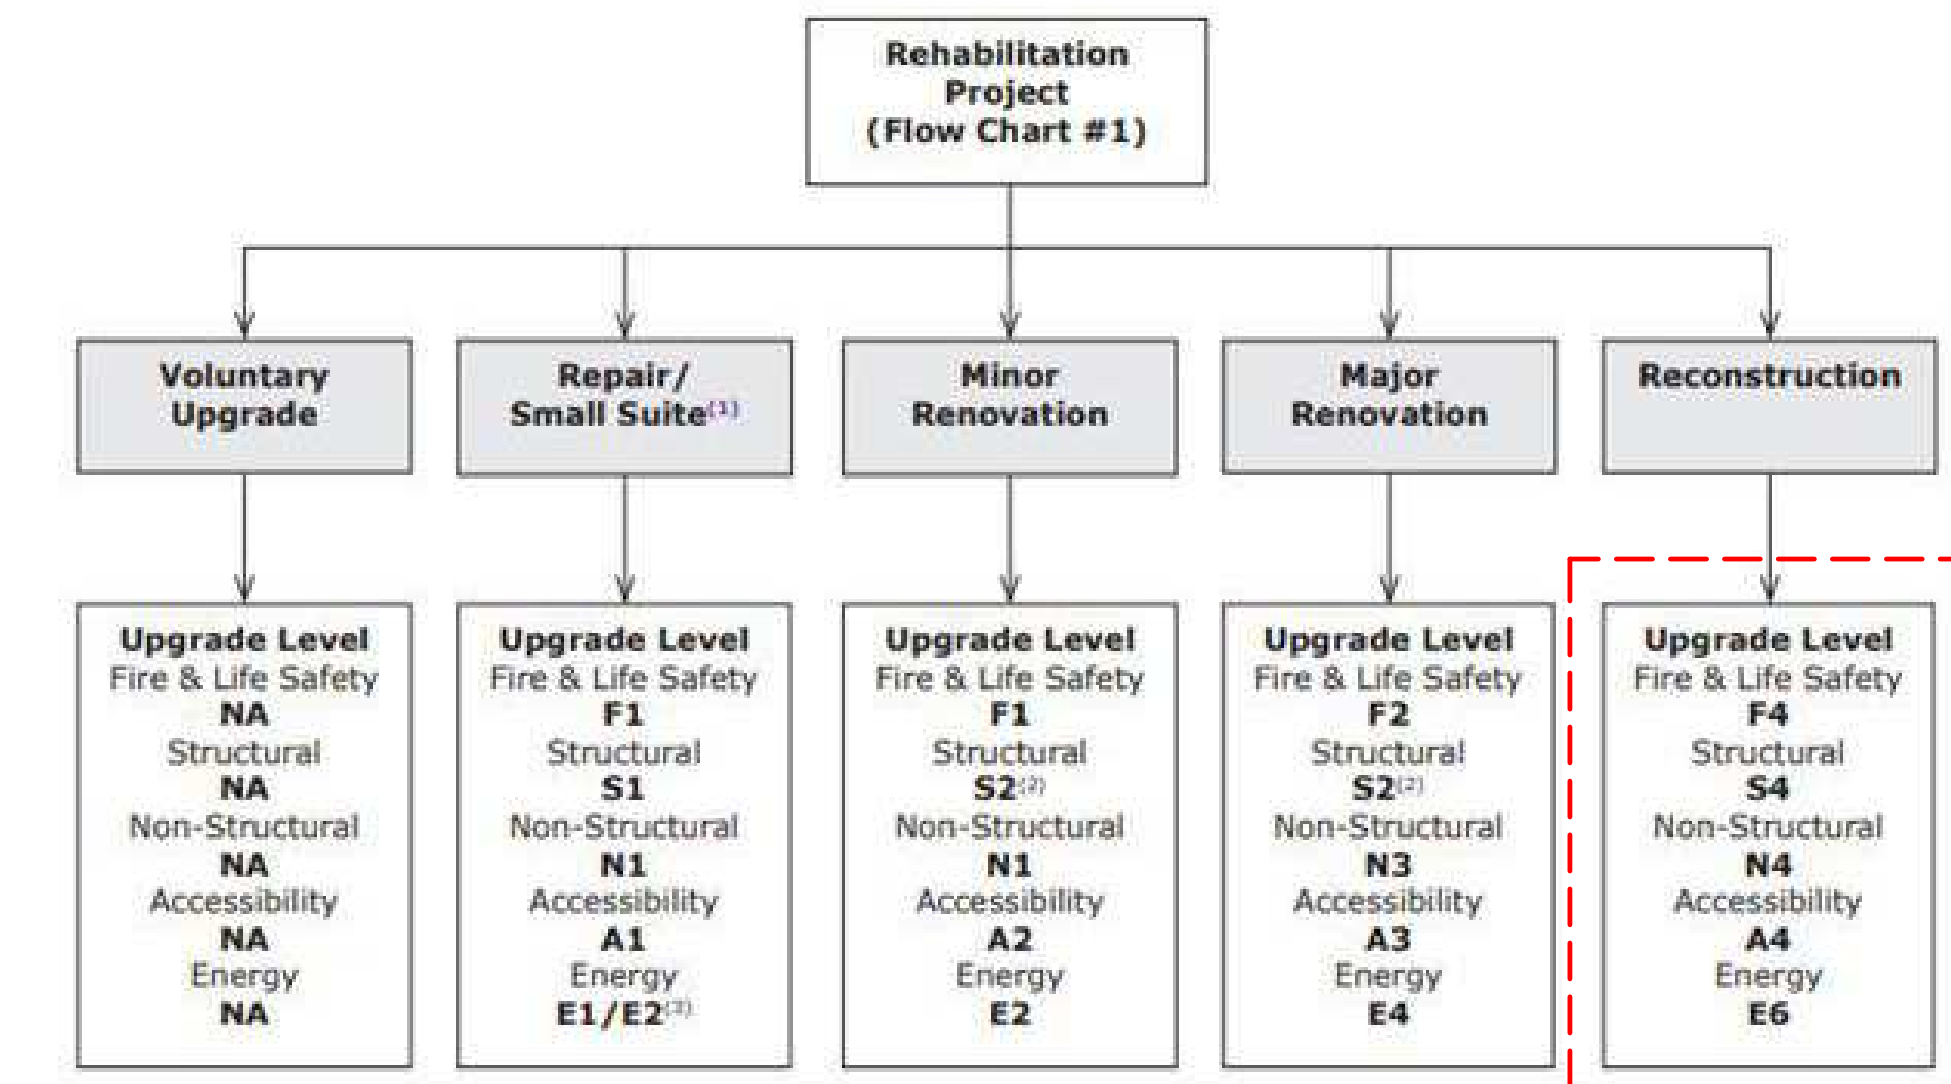 Rehabilitation
Project
(Flow Chart #1)
Voluntary
Upgrade
Repair/
Small Suite(1)
Minor
Renovation
Major
Renovation
Reconstruction
Upgrade Level
Fire & Life Safety
NA
Structural
NA
Non-Structural
NA
Accessibility
NA
Energy
NA
Upgrade Level
Fire & Life Safety
F1
Structural
S1
Non-Structural
N1
Accessibility
A1
Energy
E1/E2
Upgrade Level
Fire & Life Safety
F1
Structural
S2(2)
Non-Structural
N1
Accessibility
A2
Energy
E2
Upgrade Level
Fire & Life Safety
F2
Structural
S2(2)
Non-Structural
N3
Accessibility
A3
Energy
E4
Upgrade Level
Fire & Life Safety
F4
Structural
S4
Non-Structural
N4
Accessibility
A4
Energy
E6